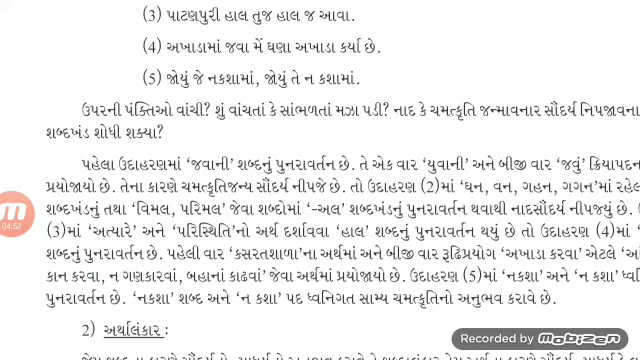 (3) પાટણપુરી હાલ તુજ હાલ જ આવા.
(4) અખાડામાં જવા મેં ઘણા અખાડા કર્યા છે.
(5) જોયું જે નકશામાં, જોયું તે ન કશામાં.
ઉપરની પંક્તિઓ વાંચી? શું વાંચતાં કે સાંભળતાં મઝા પડી? નાદ કે ચમત્કૃતિ જન્માવનાર સૌંદર્ય નિપજાવના
શબ્દખંડ શોધી શક્યા?
પહેલા ઉદાહરણમાં 'જવાની' શબ્દનું પુનરાવર્તન છે. તે એક વાર 'યુવાની' અને બીજી વાર 'જવું' ક્રિયાપદન
પ્રયોજાયો છે. તેના કારણે ચમત્કૃતિજન્ય સૌંદર્ય નીપજે છે. તો ઉદાહરણ (2)માં 'ઘન, વન, ગહન, ગગન'માં રહેલ
શબ્દખંડનું તથા 'વિમલ, પરિમલ' જેવા શબ્દોમાં '-અલ' શબ્દખંડનું પુનરાવર્તન થવાથી નાદસૌંદર્ય નીપજ્યું છે.
(3)માં 'અત્યારે' અને 'પરિસ્થિતિ'નો અર્થ દર્શાવવા 'હાલ' શબ્દનું પુનરાવર્તન થયું છે તો ઉદાહરણ (4)માં '
શબ્દનું પુનરાવર્તન છે. પહેલી વાર 'કસરતશાળા'ના અર્થમાં અને બીજી વાર રૂઢિપ્રયોગ 'અખાડા કરવા' એટલે 'આં
કાન કરવા, ન ગણકારવાં, બહાનાં કાઢવાં' જેવા અર્થમાં પ્રયોજાયો છે. ઉદાહરણ (5)માં 'નકશા' અને 'ન કશા' ધ્વ
પુનરાવર્તન છે. 'નકશા' શબ્દ અને 'ન કશા' પદ ધ્વનિગત સામ્ય ચમત્કૃતિનો અનુભવ કરાવે છે.
2) અર્થાલંકાર :
04:52
Recorded by MOBIZEN